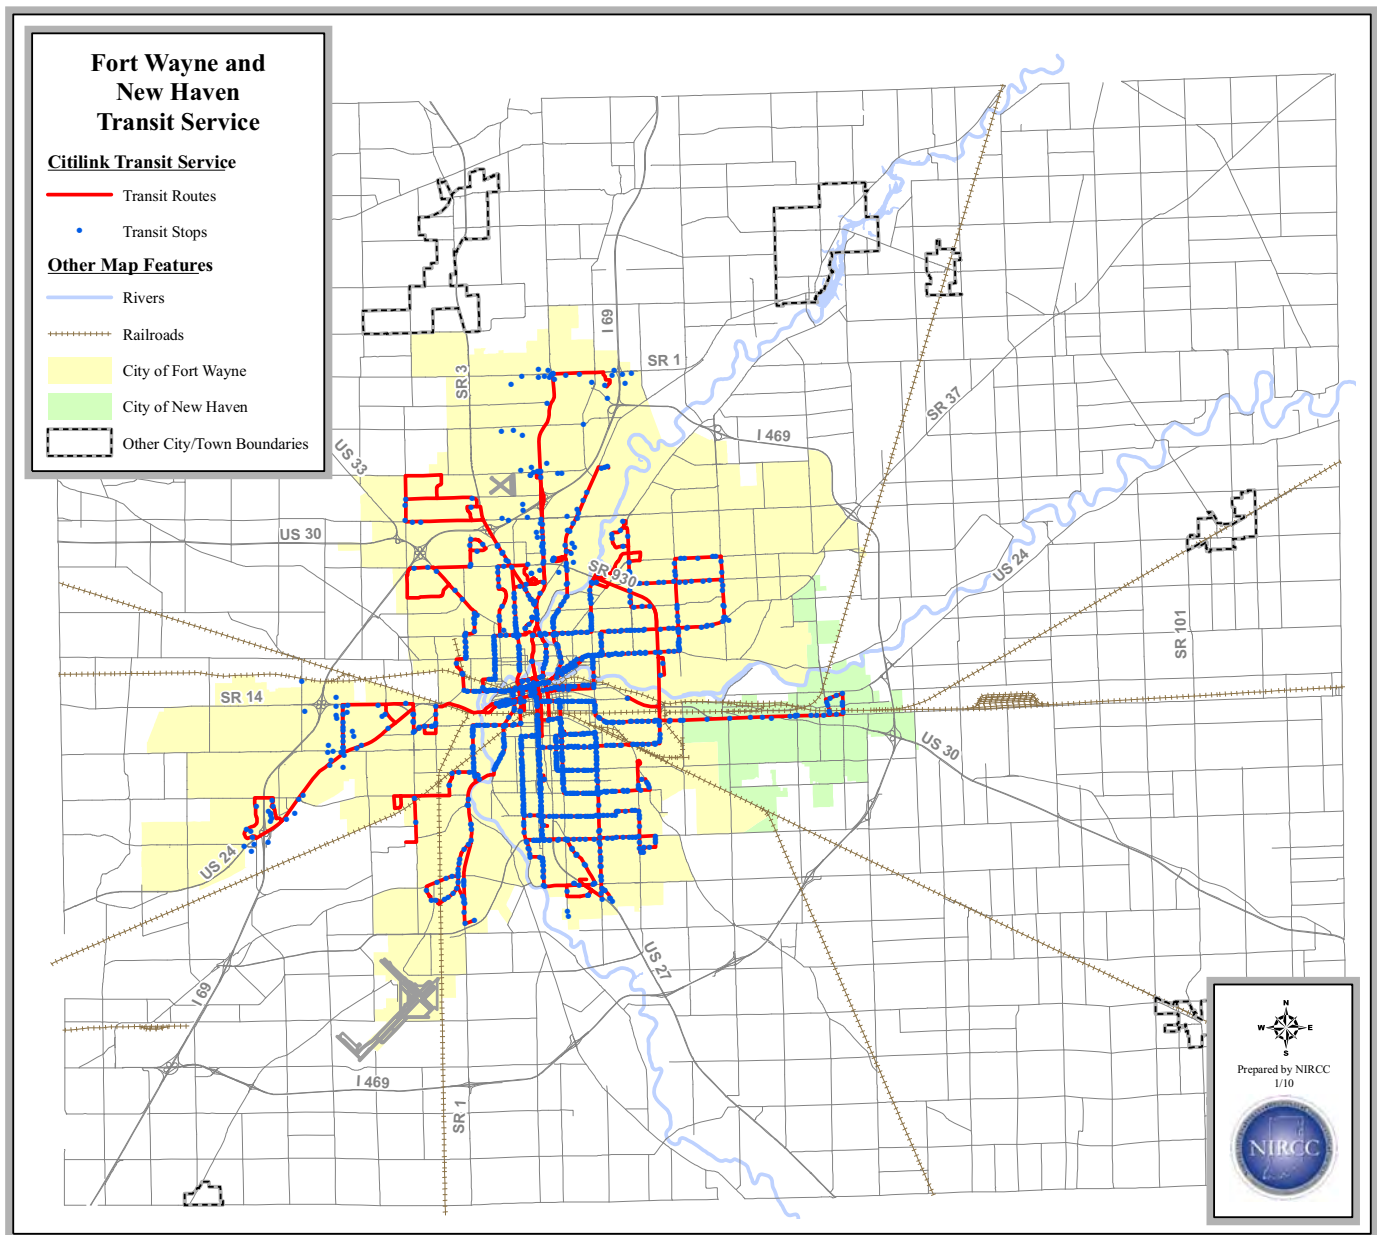 Fort Wayne and
New Haven
Transit Service
Citilink Transit Service
Transit Routes
Transit Stops
Other Map Features
Rivers
Railroads
City of Fort Wayne
City of New Haven
Other City/Town Boundaries
I 69
SR 1
SR 3
SR 37
I 469
US 33
US 30
SR 930
US 24
SR 101
SR 14
US 30
US 24
US 27
I 69
I 469
SR 1
N
W E
S
Prepared by NIRCC
1/10
NIRCC